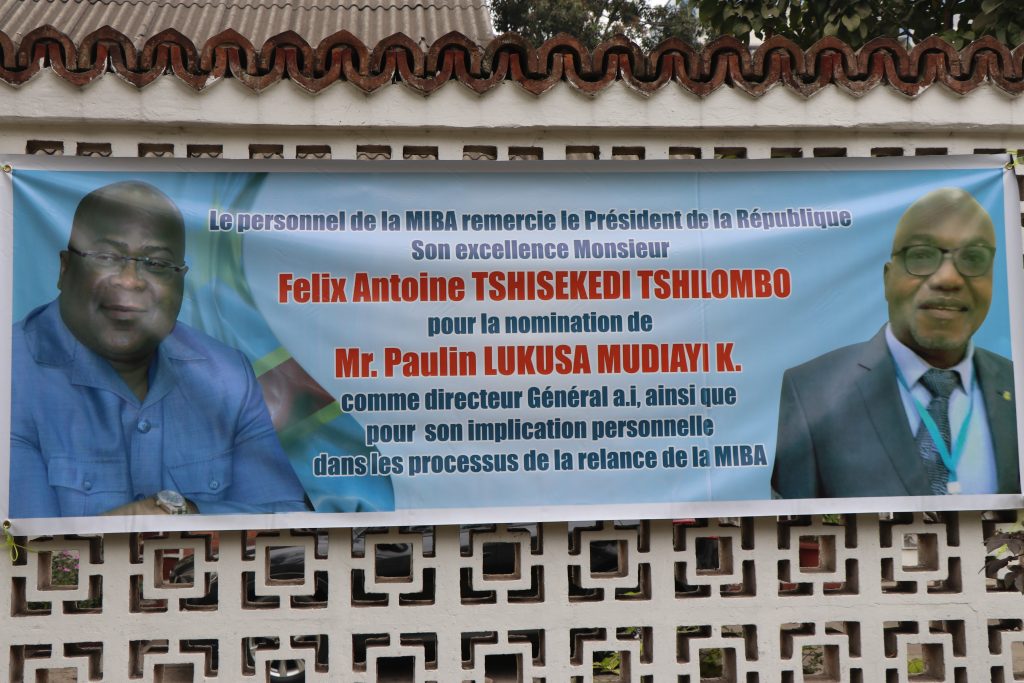 Le personnel de la MIBA remercie le Président de la République
Son excellence Monsieur
Felix Antoine TSHISEKEDI TSHILOMBO
pour la nomination de
Mr. Paulin LUKUSA MUDIAYI K.
comme directeur Général a.i, ainsi que
pour son implication personnelle
dans les processus de la relance de la MIBA